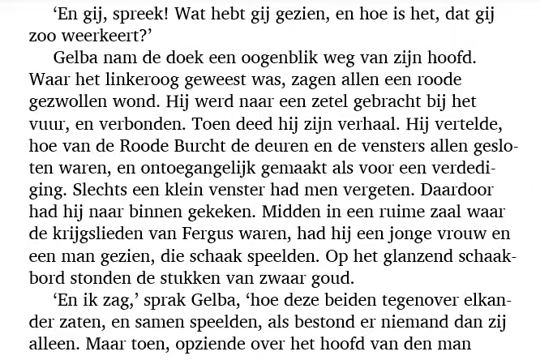 ‘En gij, spreek! Wat hebt gij gezien, en hoe is het, dat gij
zoo weerkeert?’
Gelba nam de doek een oogenblik weg van zijn hoofd.
Waar het linkeroog geweest was, zagen allen een roode
gezwollen wond. Hij werd naar een zetel gebracht bij het
vuur, en verbonden. Toen deed hij zijn verhaal. Hij vertelde,
hoe van de Roode Burcht de deuren en de vensters allen geslo-
ten waren, en ontoegangelijk gemaakt als voor een verdedi-
ging. Slechts een klein venster had men vergeten. Daardoor
had hij naar binnen gekeken. Midden in een ruime zaal waar
de krijgslieden van Fergus waren, had hij een jonge vrouw en
een man gezien, die schaak speelden. Op het glanzend schaak-
bord stonden de stukken van zwaar goud.
‘En ik zag,’ sprak Gelba, ‘hoe deze beiden tegenover elkan-
der zaten, en samen speelden, als bestond er niemand dan zij
alleen. Maar toen, opziende over het hoofd van den man